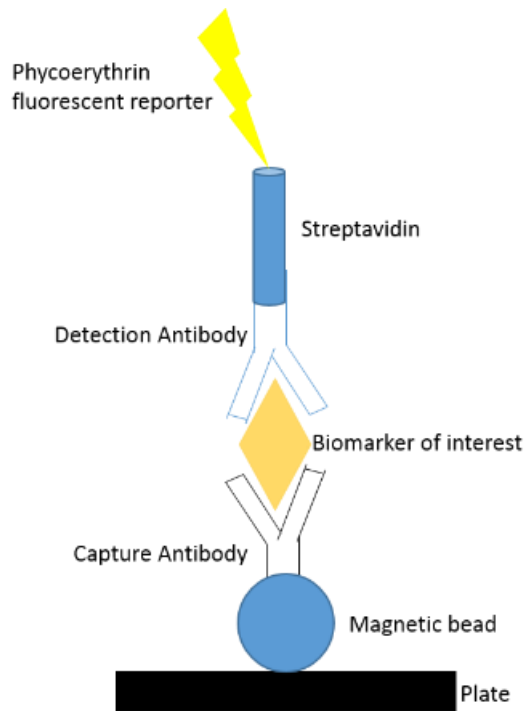 Phycoerythrin
fluorescent reporter
Streptavidin
Detection Antibody
Biomarker of interest
Capture Antibody
Magnetic bead
Plate